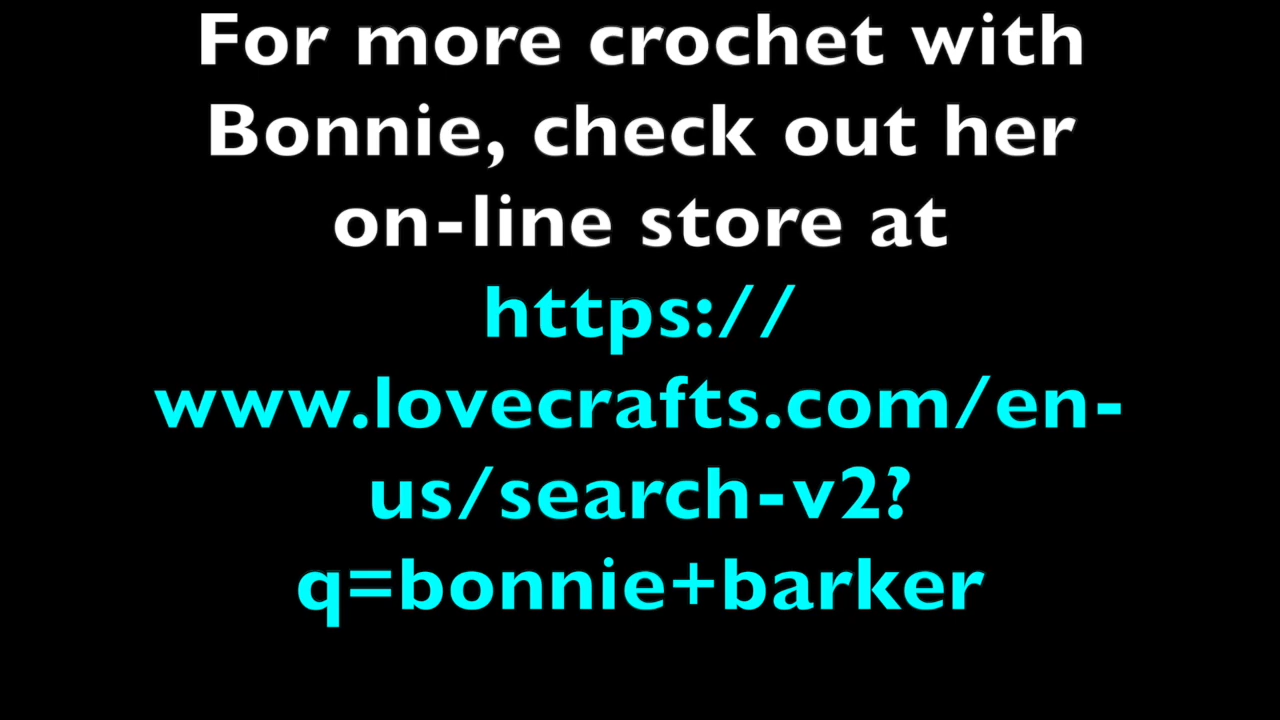 For more crochet with
Bonnie, check out her
on-line store at
https://
www.lovecrafts.com/en-
us/search-v2?
q=bonnie+barker